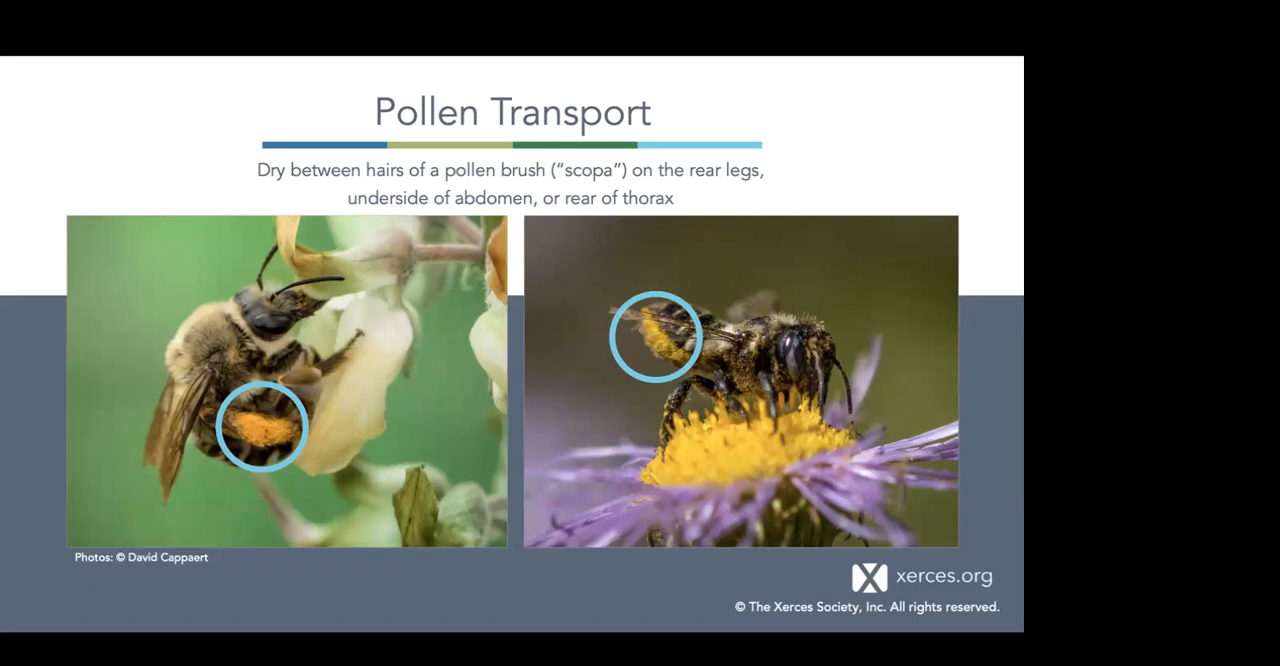 Pollen Transport
Dry between hairs of a pollen brush (“scopa”) on the rear legs,
underside of abdomen, or rear of thorax
Photos: © David Cappaert
xerces.org
© The Xerces Society, Inc. All rights reserved.